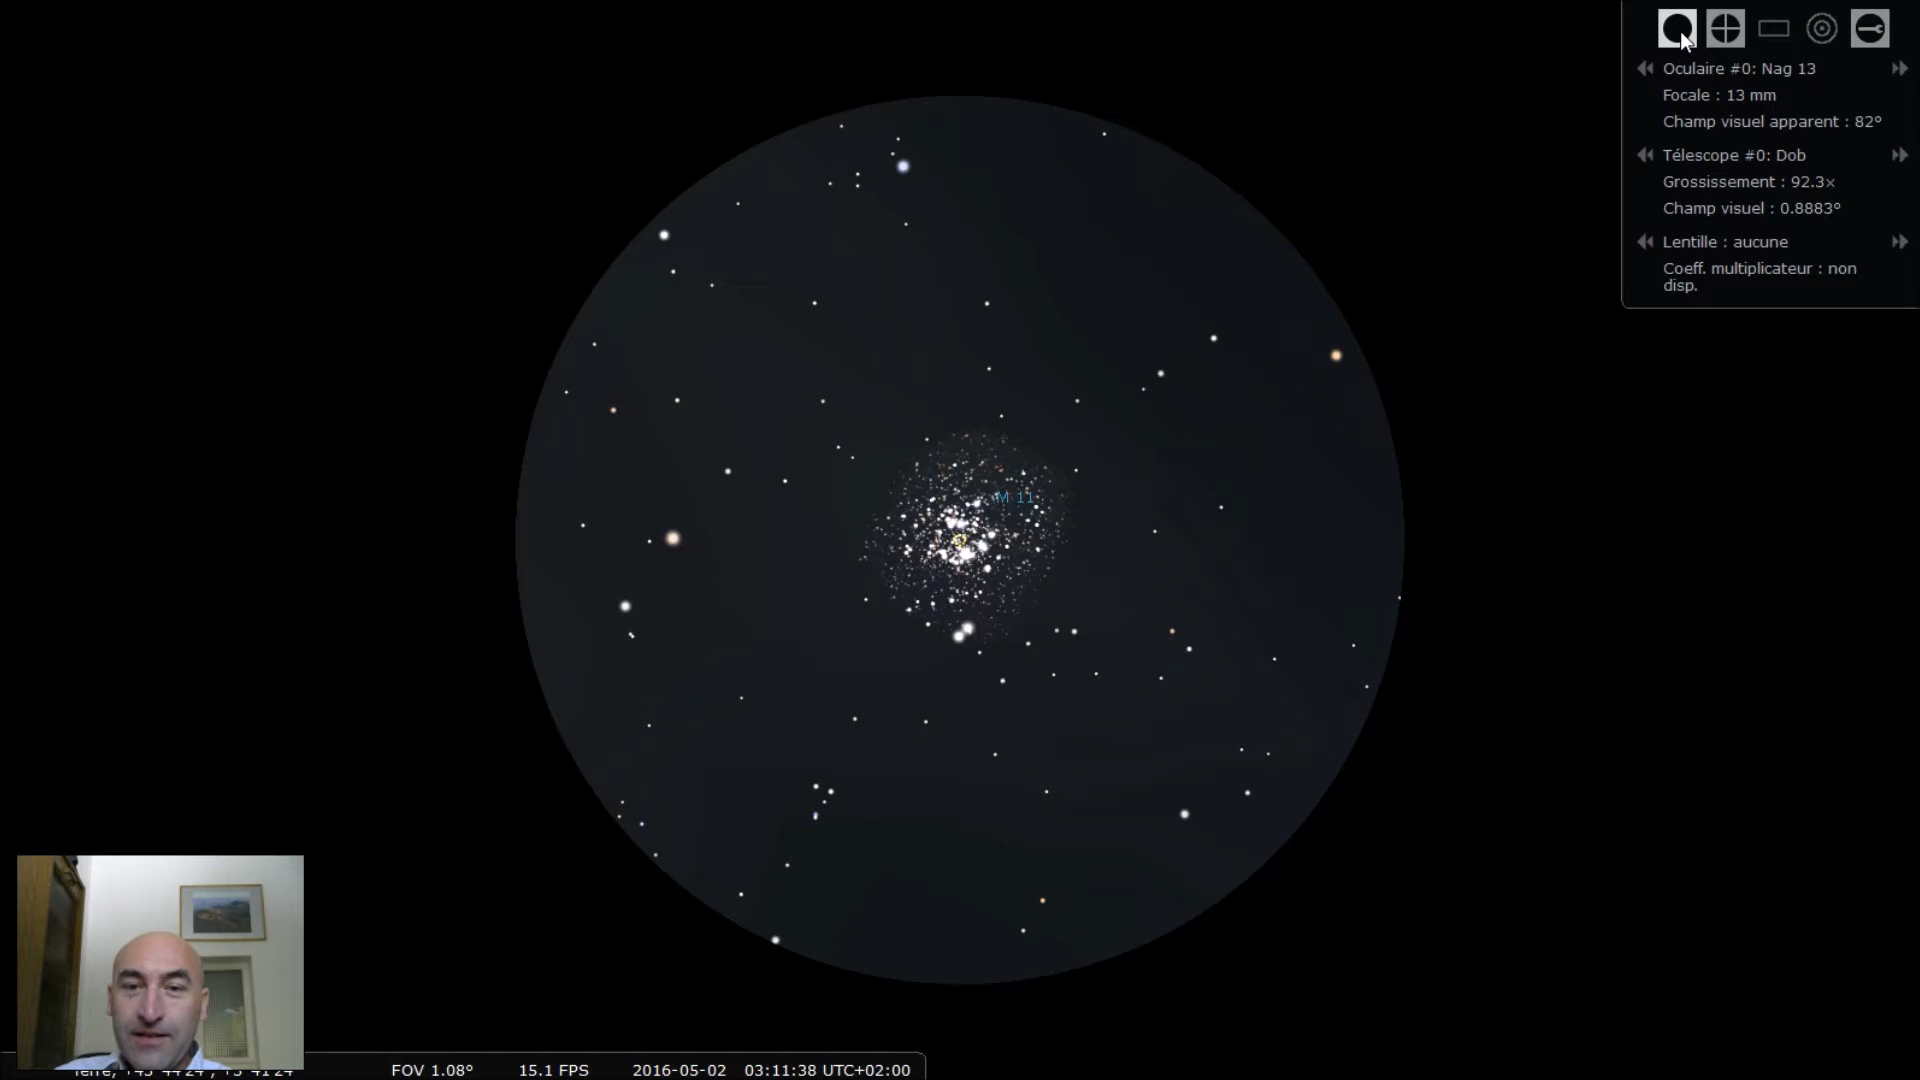 Oculaire #0: Nag 13
Focale : 13 mm
Champ visuel apparent : 82°
Télescope #0: Dob
Grossissement : 92.3×
Champ visuel : 0.8883°
Lentille : aucune
Coeff. multiplicateur : non
disp.
M 11
FOV 1.08° 15.1 FPS 2016-05-02 03:11:38 UTC+02:00